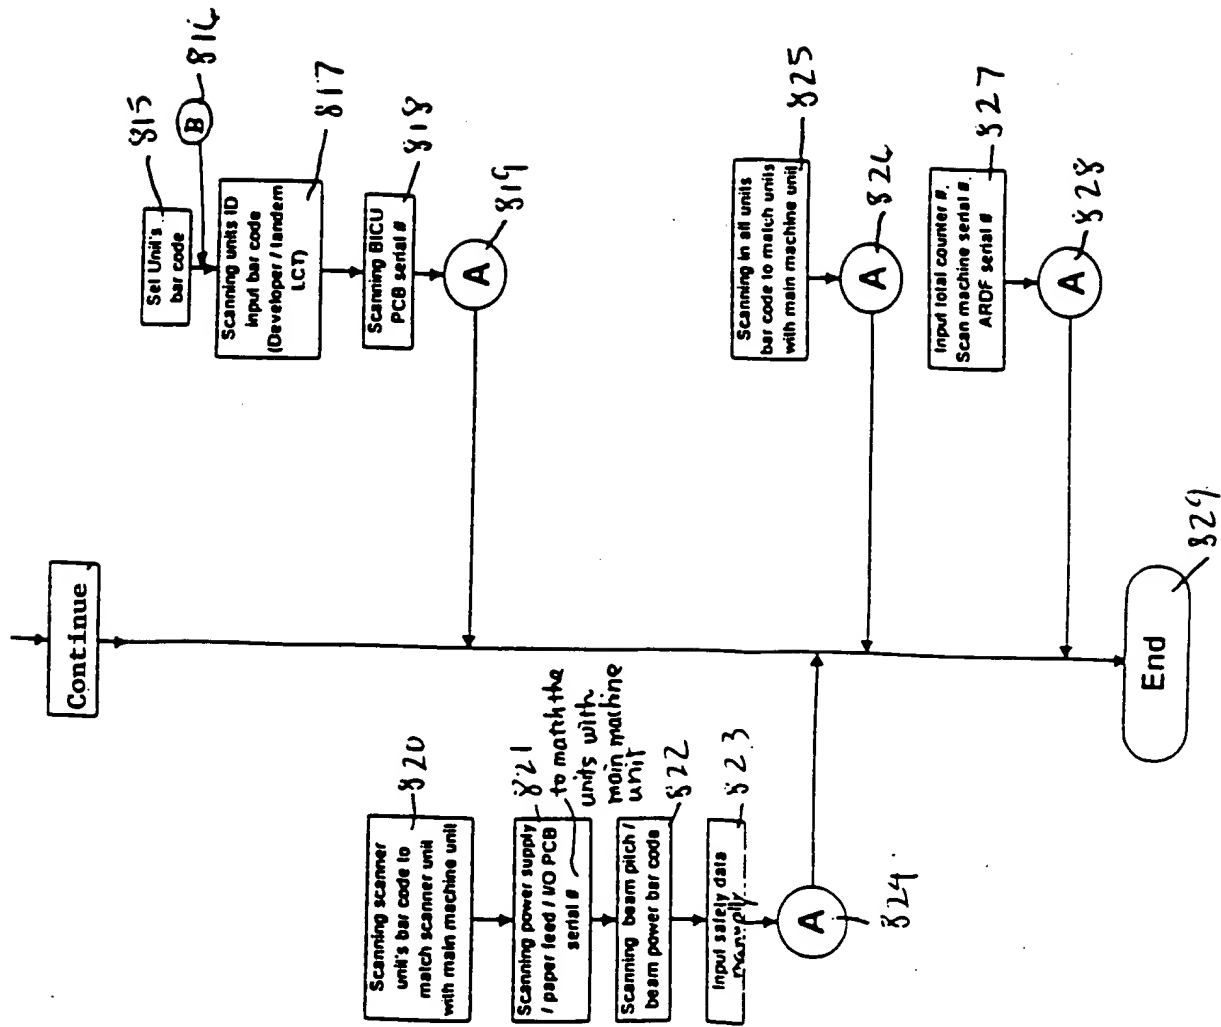 Continue
Set Unit's
bar code
815
B
816
Scanning units ID
input bar code
(Developer / tandem
LCT)
817
Scanning BICU
PCB serial #
818
A
819
Scanning scanner
unit's bar code to
match scanner unit
with main machine unit
820
Scanning power supply
/ paper feed / I/O PCB
serial #
821
to match the
units with
main machine
unit
Scanning beam pitch /
beam power bar code
822
Input safely data
manually
823
A
824
Scanning in all units
bar code to match units
with main machine unit
825
A
826
Input total counter #.
Scan machine serial #.
ARDF serial #
827
A
828
End
829